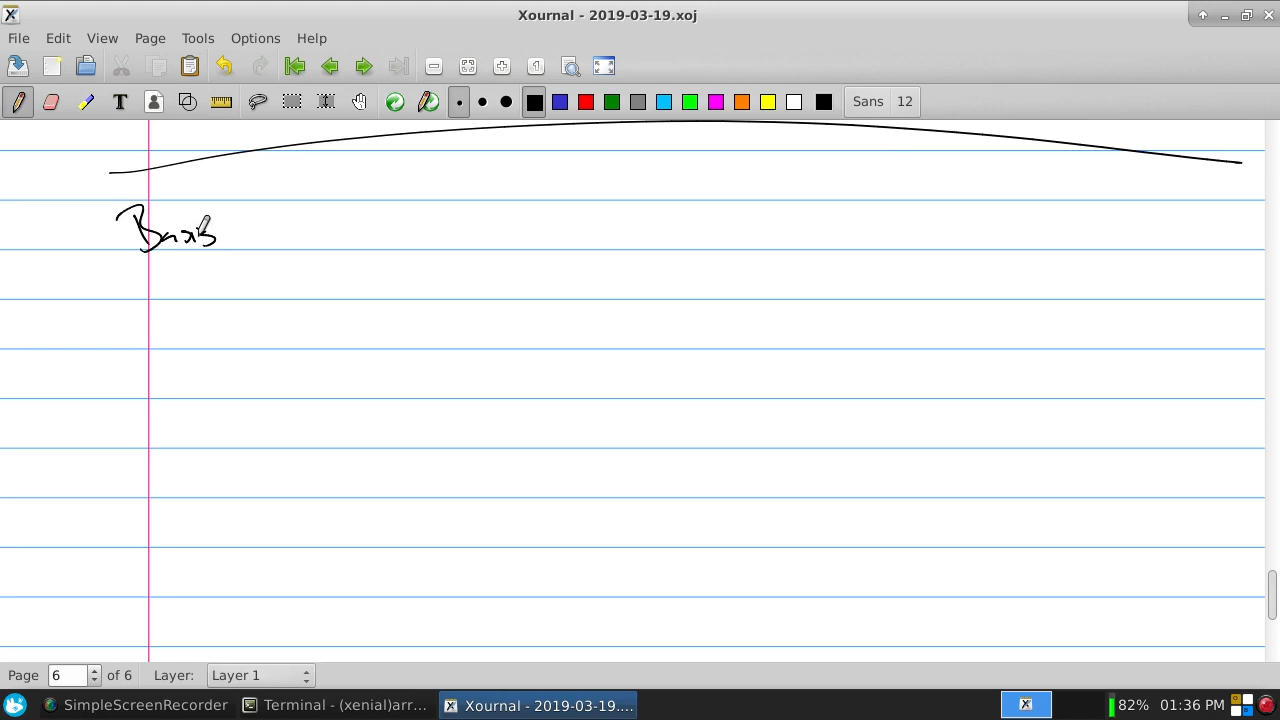 Xournal - 2019-03-19.xoj
File Edit View Page Tools Options Help
T Sans 12
Basis
Page 6 of 6 Layer: Layer 1
SimpleScreenRecorder Terminal - (xenial)arr... Xournal - 2019-03-19.... 82% 01:36 PM